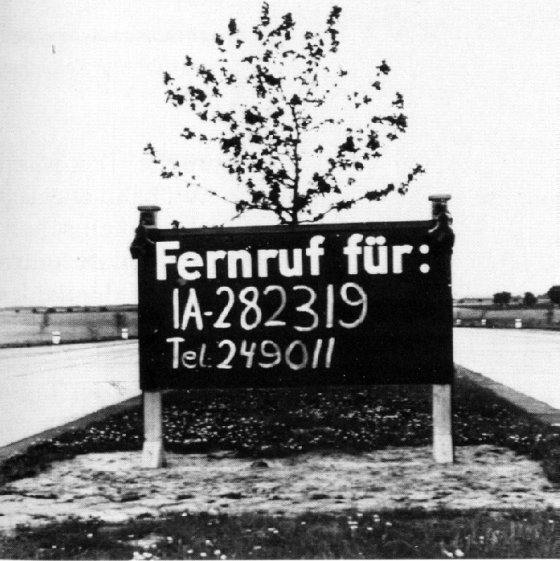 Fernruf für:
IA-282319
Tel. 249011